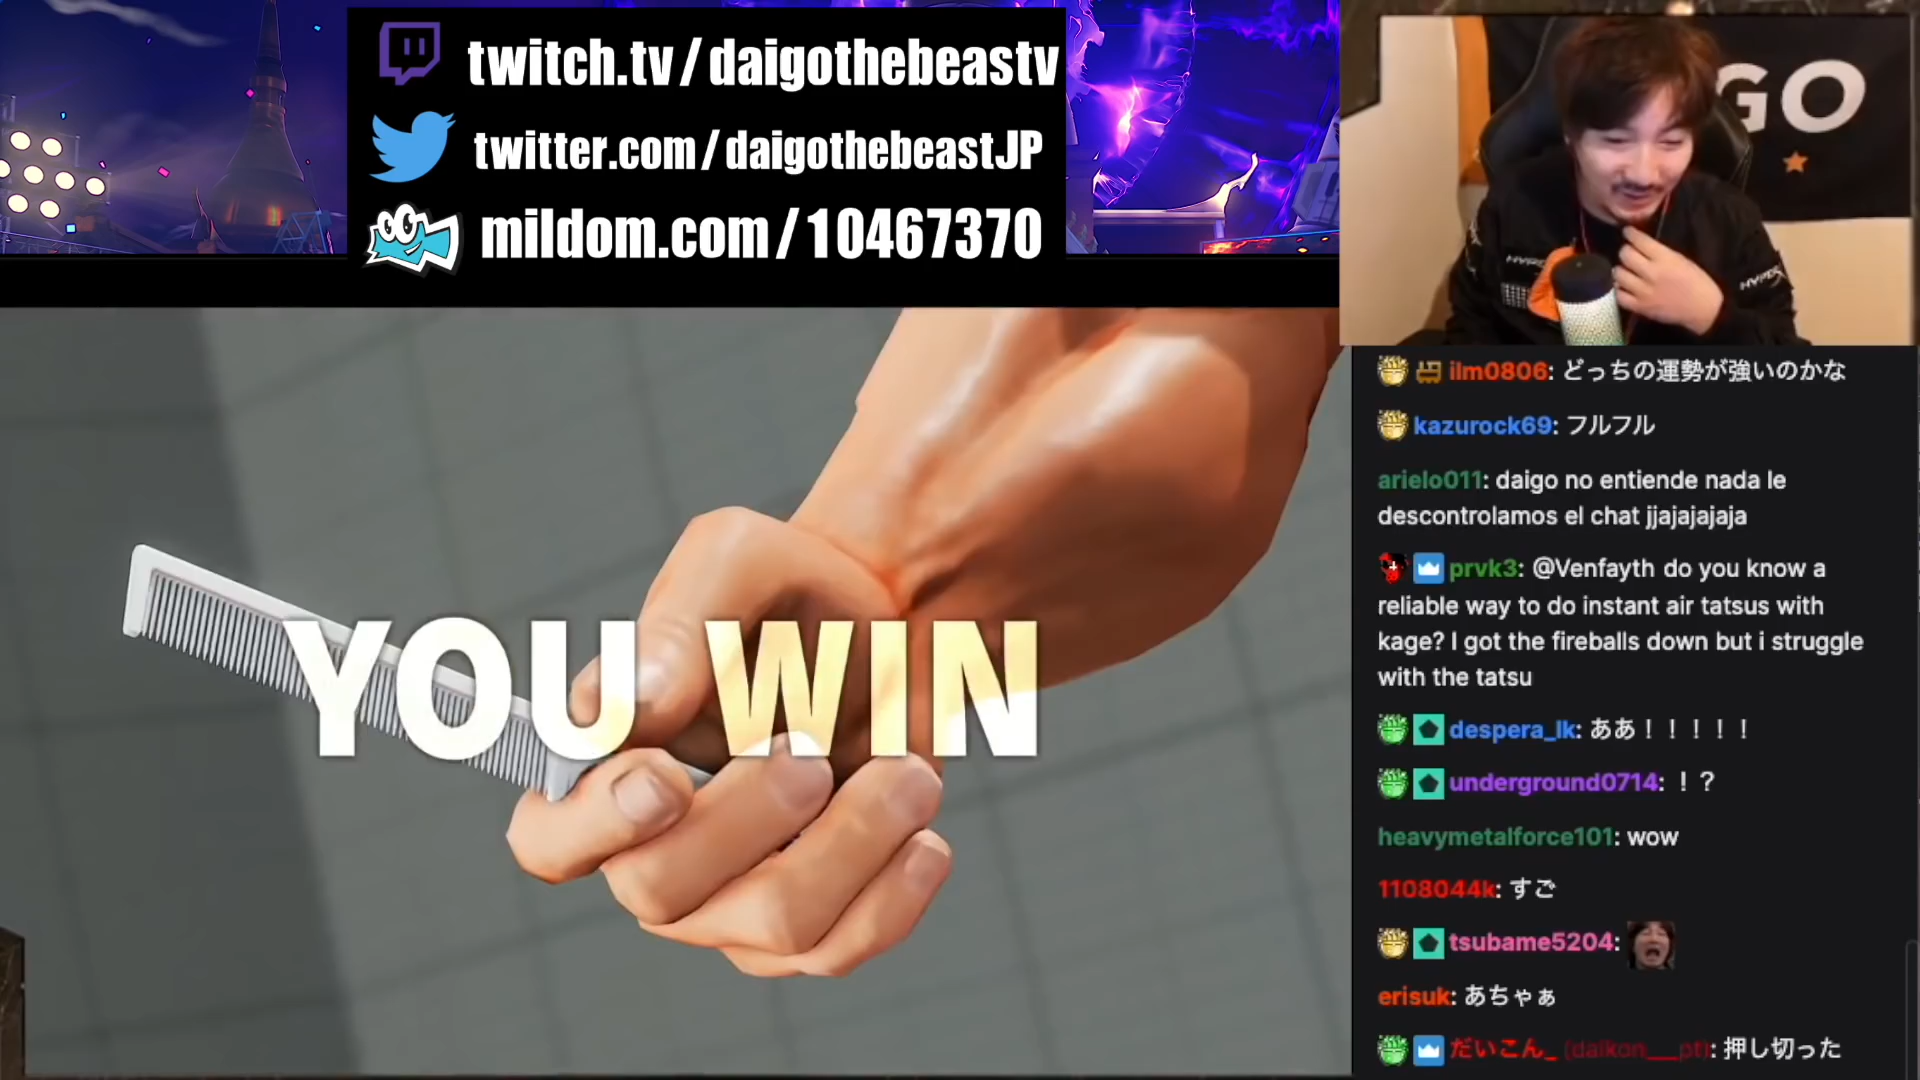 twitch.tv/daigothebeastv
twitter.com/daigothebeastJP
mildom.com/10467370
GO
HYPERX
YOU WIN
ilm0806: どっちの運勢が強いのかな
kazurock69: フルフル
arielo011: daigo no entiende nada le
descontrolamos el chat jjajajajaja
prvk3: @Venfayth do you know a
reliable way to do instant air tatsus with
kage? I got the fireballs down but i struggle
with the tatsu
despera_lk: ああ！！！！！
underground0714: ！？
heavymetalforce101: wow
1108044k: すご
tsubame5204:
erisuk: あちゃぁ
だいこん_ (daikon___pt): 押し切った